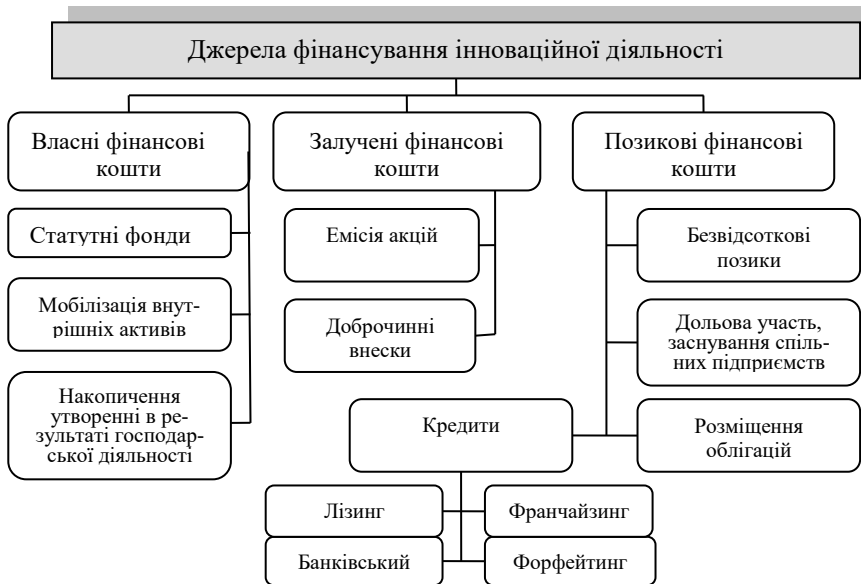 Джерела фінансування інноваційної діяльності
Власні фінансові
кошти
Залучені фінансові
кошти
Позикові фінансові
кошти
Статутні фонди
Мобілізація внут-
рішніх активів
Накопичення
утворенні в ре-
зультаті господар-
ської діяльності
Емісія акцій
Доброчинні
внески
Безвідсоткові
позики
Дольова участь,
заснування спіль-
них підприємств
Розміщення
облігацій
Кредити
Лізинг
Франчайзинг
Банківський
Форфейтинг